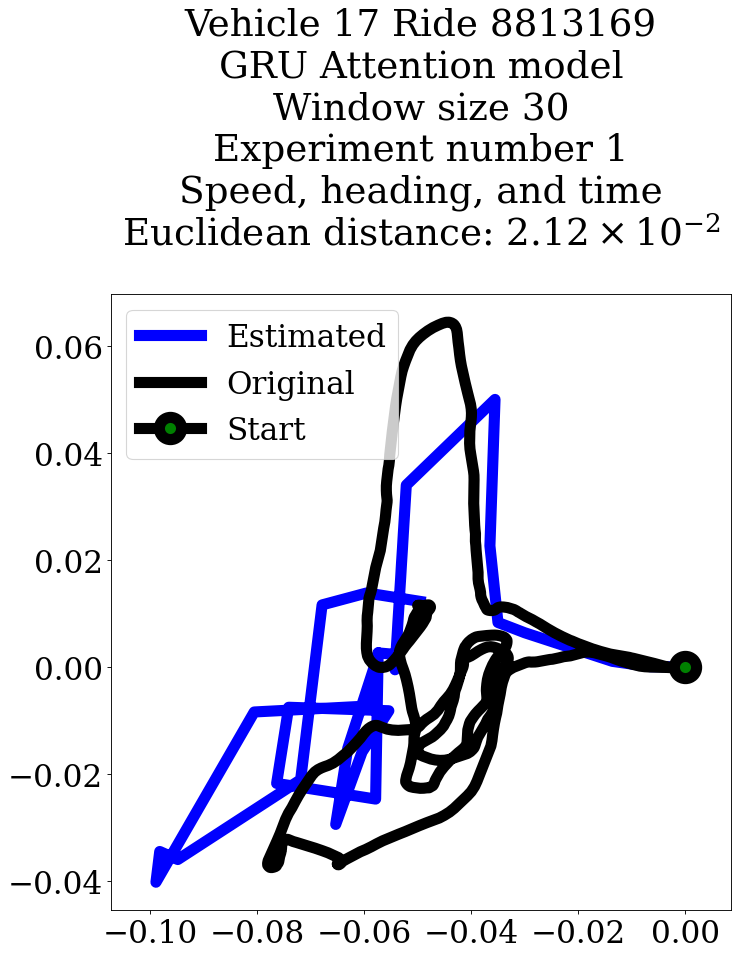 Vehicle 17 Ride 8813169
GRU Attention model
Window size 30
Experiment number 1
Speed, heading, and time
Euclidean distance: 2.12 × 10⁻²
Estimated
Original
Start
0.06
0.04
0.02
0.00
−0.02
−0.04
−0.10 −0.08 −0.06 −0.04 −0.02 0.00